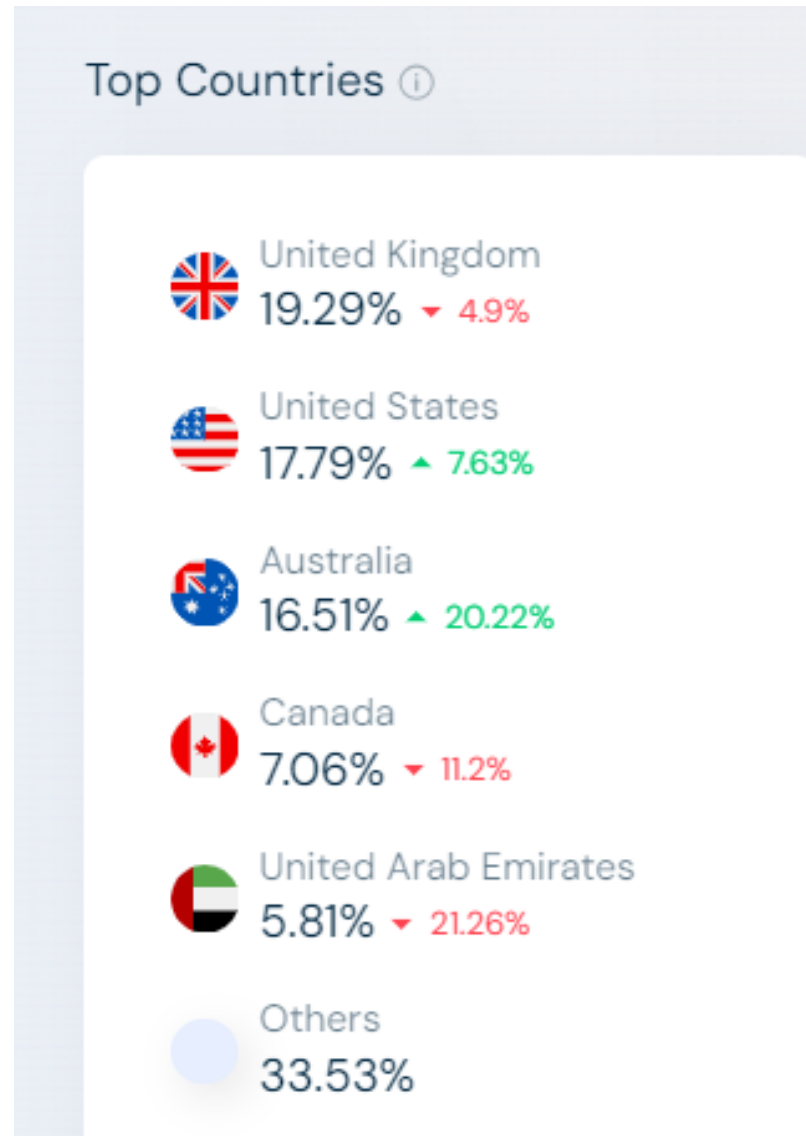 Top Countries
United Kingdom
19.29% 4.9%
United States
17.79% 7.63%
Australia
16.51% 20.22%
Canada
7.06% 11.2%
United Arab Emirates
5.81% 21.26%
Others
33.53%